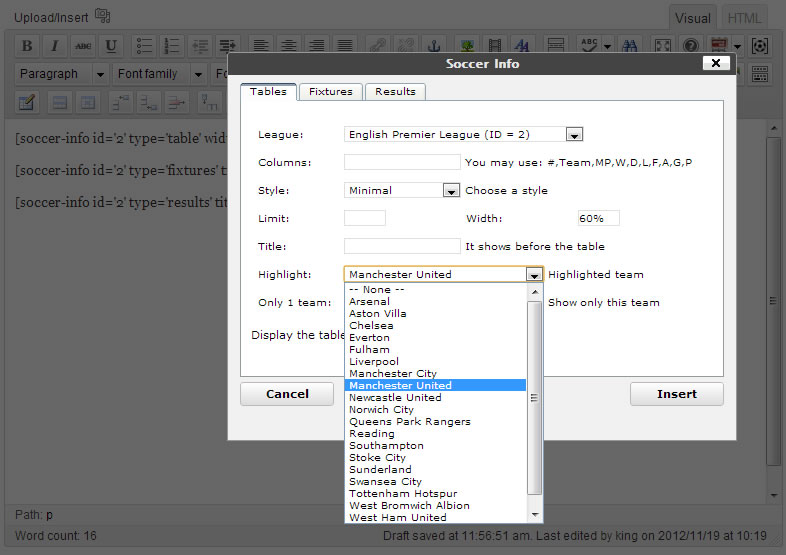 Upload/Insert
Visual HTML
B I ABC U
ABC
AA
Paragraph Font family Fo
Soccer Info
Tables Fixtures Results
League: English Premier League (ID = 2)
Columns: You may use: #,Team,MP,W,D,L,F,A,G,P
Style: Minimal Choose a style
Limit: Width: 60%
Title: It shows before the table
Highlight: Manchester United Highlighted team
Only 1 team: Show only this team
Display the table
-- None --
Arsenal
Aston Villa
Chelsea
Everton
Fulham
Liverpool
Manchester City
Manchester United
Newcastle United
Norwich City
Queens Park Rangers
Reading
Southampton
Stoke City
Sunderland
Swansea City
Tottenham Hotspur
West Bromwich Albion
West Ham United
Cancel Insert
[soccer-info id='2' type='table' widt
[soccer-info id='2' type='fixtures' t
[soccer-info id='2' type='results' tit
Path: p
Word count: 16 Draft saved at 11:56:51 am. Last edited by king on 2012/11/19 at 10:19